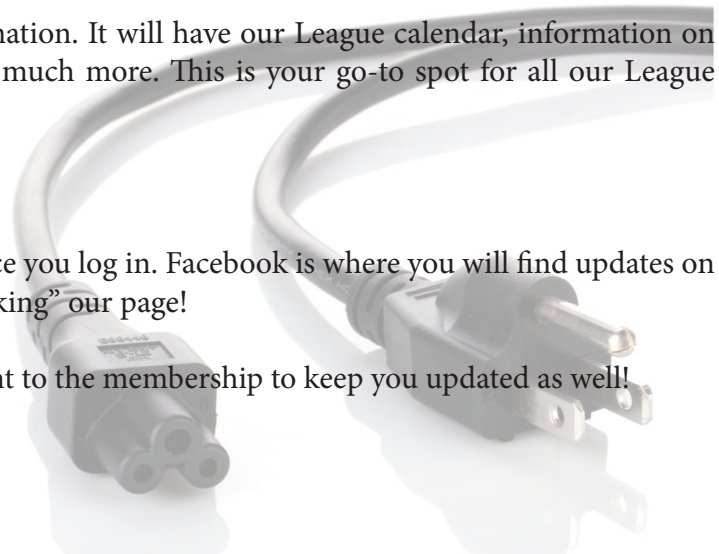 nation. It will have our League calendar, information on
much more. This is your go-to spot for all our League
ce you log in. Facebook is where you will find updates on
king” our page!
nt to the membership to keep you updated as well!